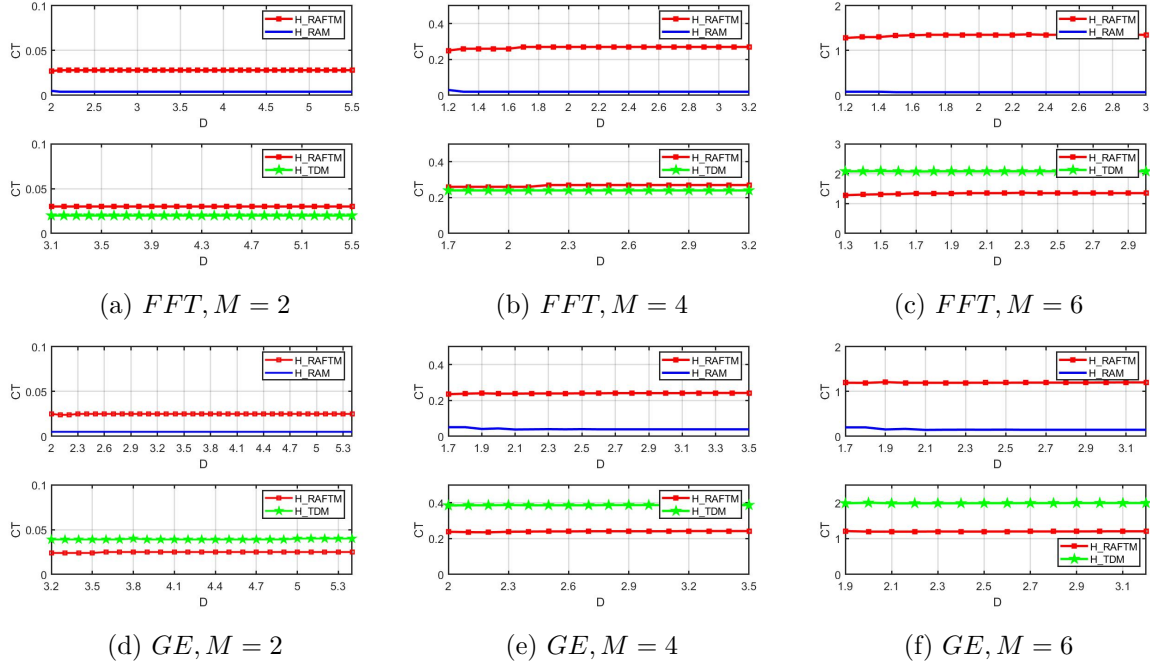 0.1
0.05
0
CT
H_RAFTM
H_RAM
2 2.5 3 3.5 4 4.5 5 5.5
D
0.5
0.4
0.2
0
CT
H_RAFTM
H_RAM
1.2 1.4 1.6 1.8 2 2.2 2.4 2.6 2.8 3 3.2
D
2
1
0
CT
H_RAFTM
H_RAM
1.2 1.4 1.6 1.8 2 2.2 2.4 2.6 2.8 3
D
0.1
0.05
0
CT
H_RAFTM
H_TDM
3.1 3.5 3.9 4.3 4.7 5.1 5.5
D
0.4
0.2
0
CT
H_RAFTM
H_TDM
1.7 2 2.3 2.6 2.9 3.2
D
3
2
1
0
CT
H_RAFTM
H_TDM
1.3 1.5 1.7 1.9 2.1 2.3 2.5 2.7 2.9
D
(a) FFT, M = 2
(b) FFT, M = 4
(c) FFT, M = 6
0.1
0.05
0
CT
H_RAFTM
H_RAM
2 2.3 2.6 2.9 3.2 3.5 3.8 4.1 4.4 4.7 5 5.3
D
0.4
0.2
0
CT
H_RAFTM
H_RAM
1.7 1.9 2.1 2.3 2.5 2.7 2.9 3.1 3.3 3.5
D
2
1
0
CT
H_RAFTM
H_RAM
1.7 1.9 2.1 2.3 2.5 2.7 2.9 3.1
D
0.1
0.05
0
CT
H_RAFTM
H_TDM
3.2 3.5 3.8 4.1 4.4 4.7 5 5.3
D
0.4
0.2
0
CT
H_RAFTM
H_TDM
2 2.3 2.6 2.9 3.2 3.5
D
2
1
0
CT
H_RAFTM
H_TDM
1.9 2.1 2.3 2.5 2.7 2.9 3.1
D
(d) GE, M = 2
(e) GE, M = 4
(f) GE, M = 6